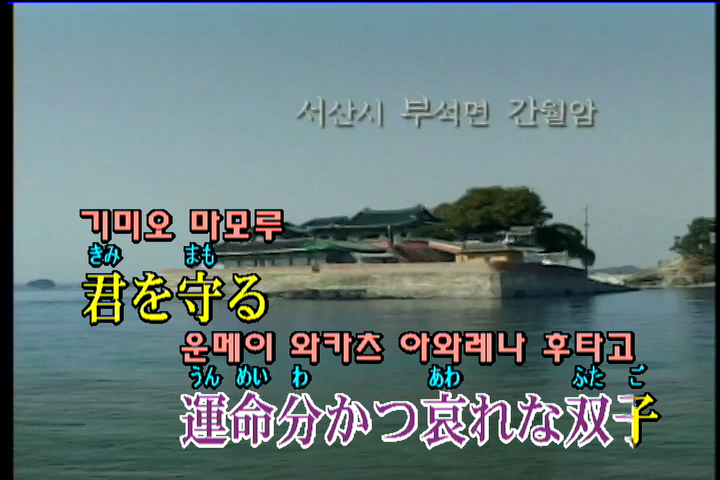 서산시 부석면 간월암
기미오 마모루
きみ まも
君を守る
운메이 와카츠 아와레나 후타고
うん めい わ あわ ふた ご
運命分かつ哀れな双子